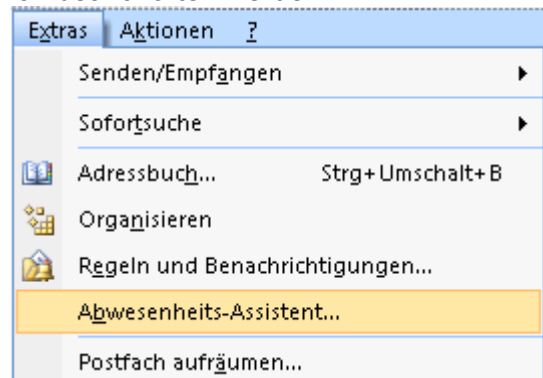 Extras Aktionen ?
Senden/Empfangen
Sofortsuche
Adressbuch... Strg+Umschalt+B
Organisieren
Regeln und Benachrichtigungen...
Abwesenheits-Assistent...
Postfach aufräumen...